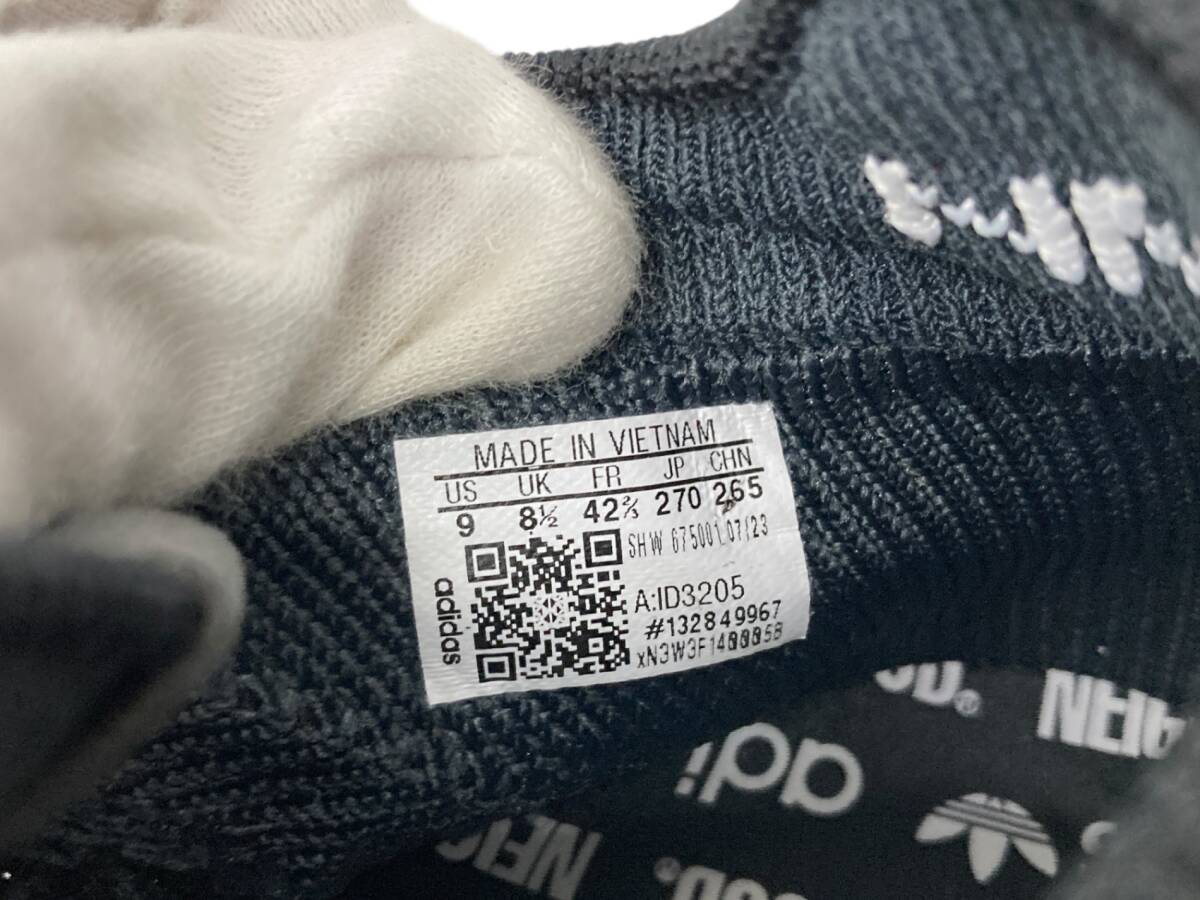 MADE IN VIETNAM
US UK FR JP CHN
9 8½ 42⅔ 270 265
SHW 675001 07/23
A:ID3205
#132849967
adidas
adi